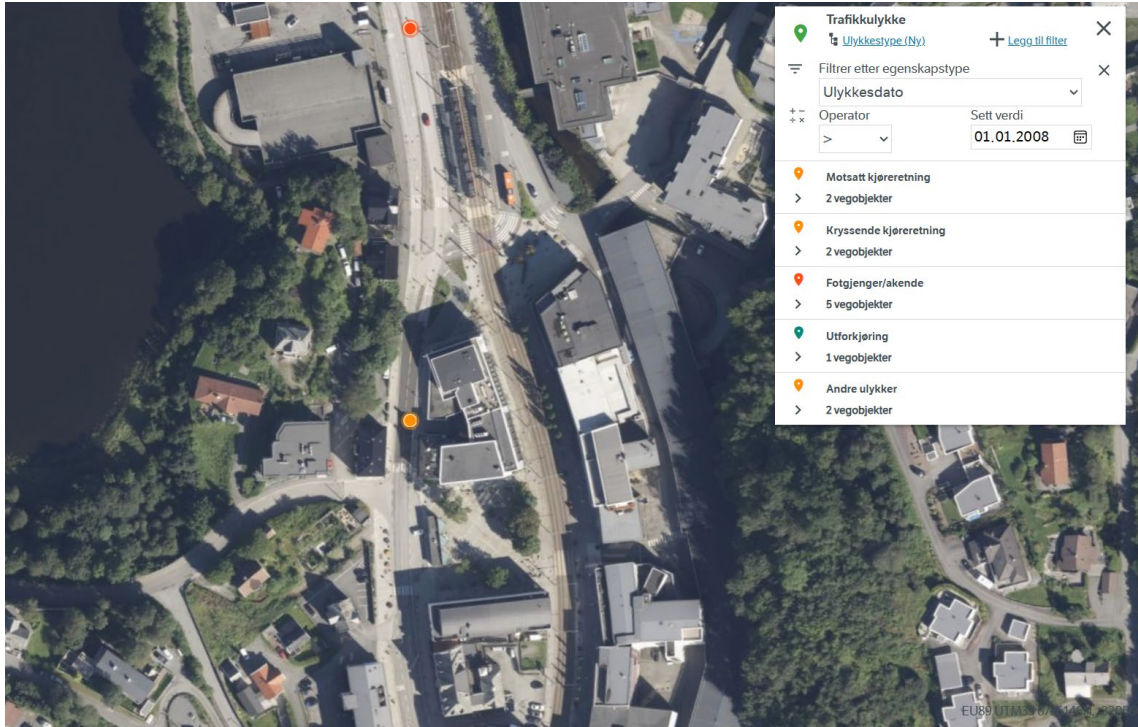 Trafikkulykke
Ulykkestype (Ny) Legg til filter
Filtrer etter egenskapstype
Ulykkesdato
Operator Sett verdi
> 01.01.2008
Motsatt kjøreretning
2 vegobjekter
Kryssende kjøreretning
2 vegobjekter
Fotgjenger/akende
5 vegobjekter
Utforkjøring
1 vegobjekter
Andre ulykker
2 vegobjekter